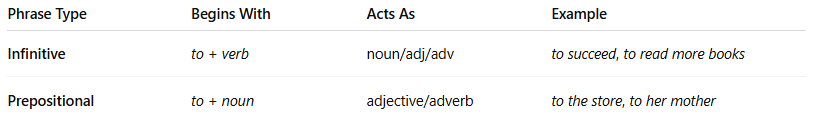 Phrase Type Begins With Acts As Example
Infinitive to + verb noun/adj/adv to succeed, to read more books
Prepositional to + noun adjective/adverb to the store, to her mother